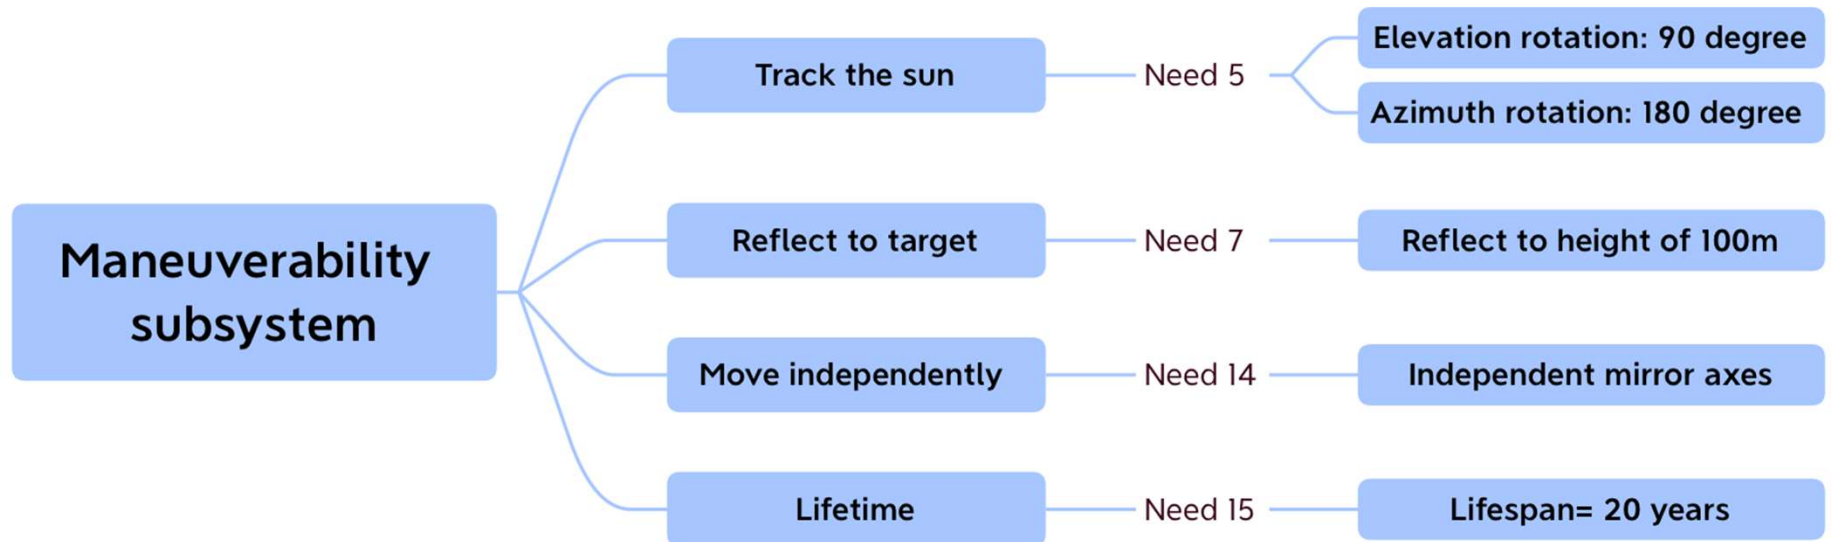 Maneuverability
subsystem
Track the sun
Need 5
Elevation rotation: 90 degree
Azimuth rotation: 180 degree
Reflect to target
Need 7
Reflect to height of 100m
Move independently
Need 14
Independent mirror axes
Lifetime
Need 15
Lifespan= 20 years